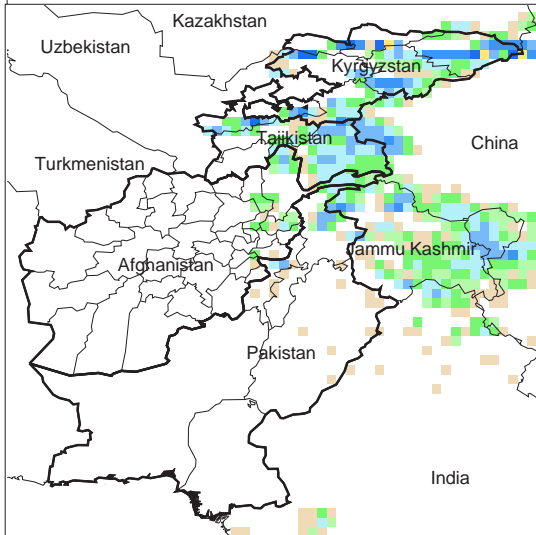 Kazakhstan
Uzbekistan
Kyrgyzstan
Tajikistan
China
Turkmenistan
Jammu Kashmir
Afghanistan
Pakistan
India